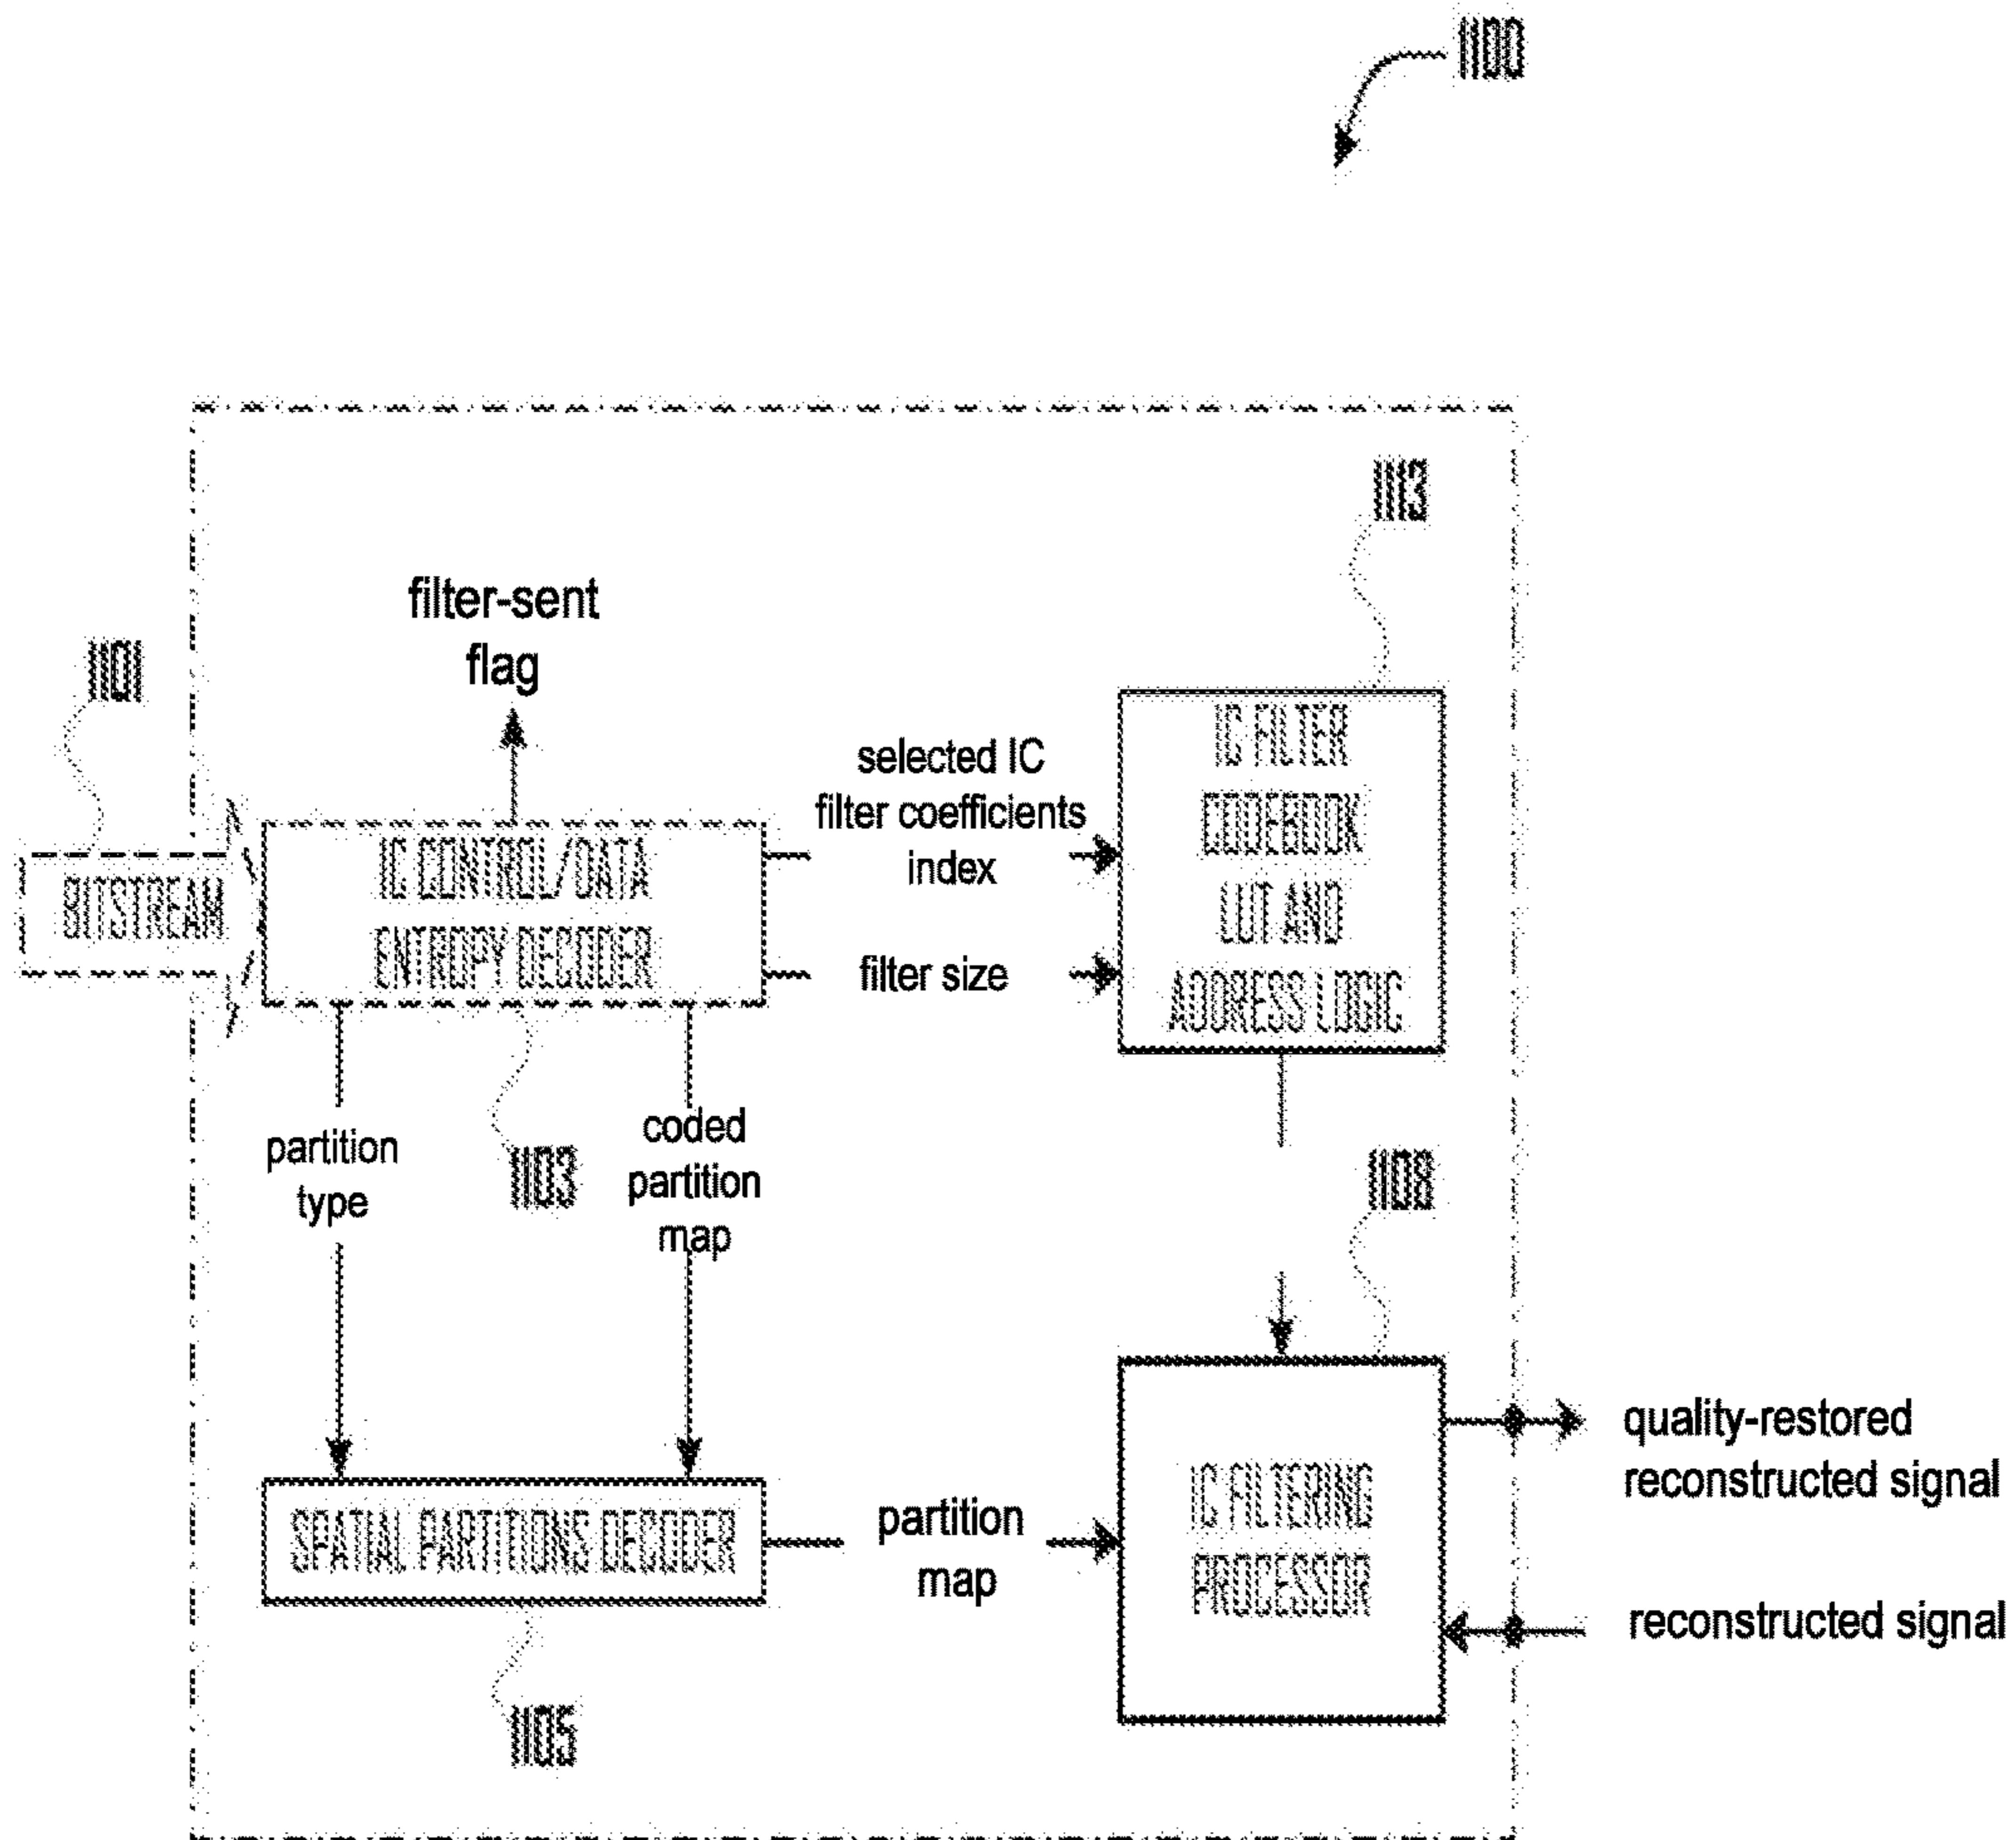 1100
1113
filter-sent
flag
1101
selected IC
filter coefficients
index
IC FILTER
CODEBOOK
LUT AND
ADDRESS LOGIC
BITSTREAM
IC CONTROL/DATA
ENTROPY DECODER
filter size
partition
type
1103
coded
partition
map
1108
SPATIAL PARTITIONS DECODER
partition
map
IC FILTERING
PROCESSOR
quality-restored
reconstructed signal
reconstructed signal
1105